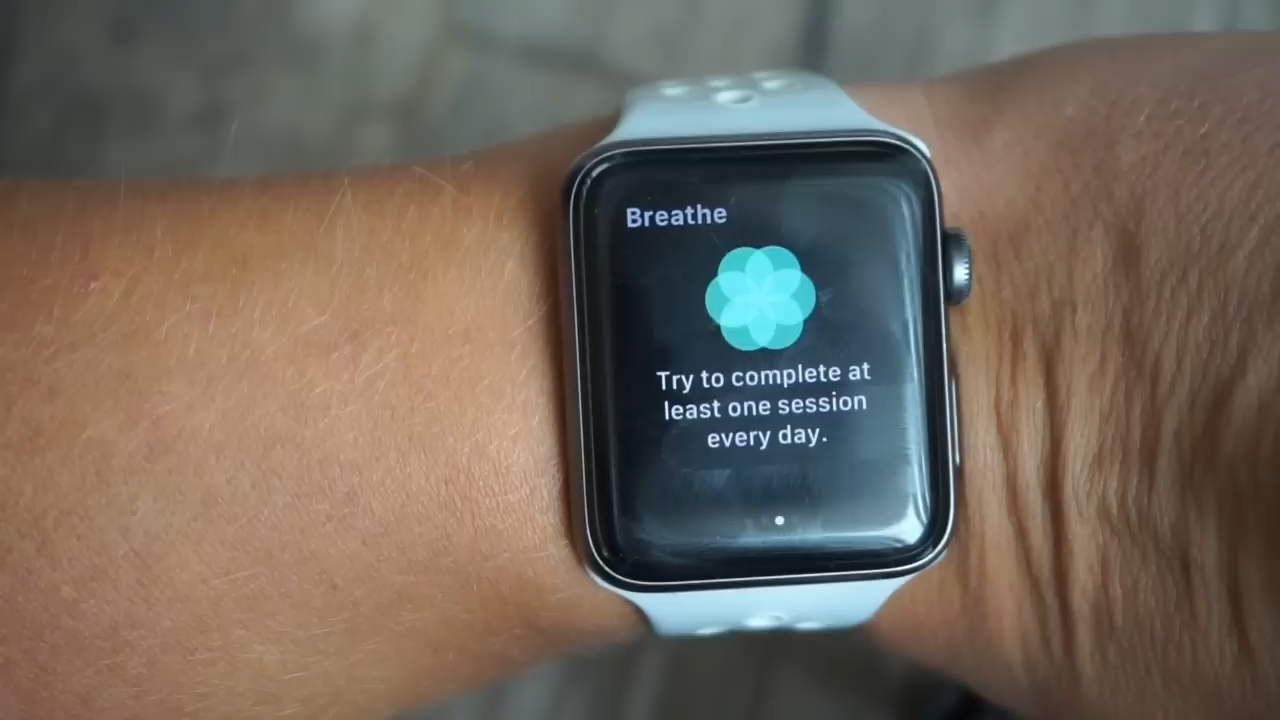 Breathe
Try to complete at
least one session
every day.